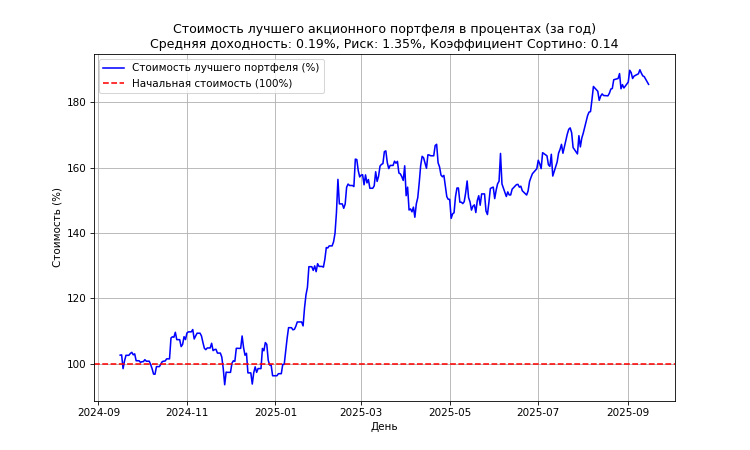 Стоимость лучшего акционного портфеля в процентах (за год)
Средняя доходность: 0.19%, Риск: 1.35%, Коэффициент Сортино: 0.14
Стоимость лучшего портфеля (%)
Начальная стоимость (100%)
Стоимость (%)
180
160
140
120
100
2024-09
2024-11
2025-01
2025-03
2025-05
2025-07
2025-09
День